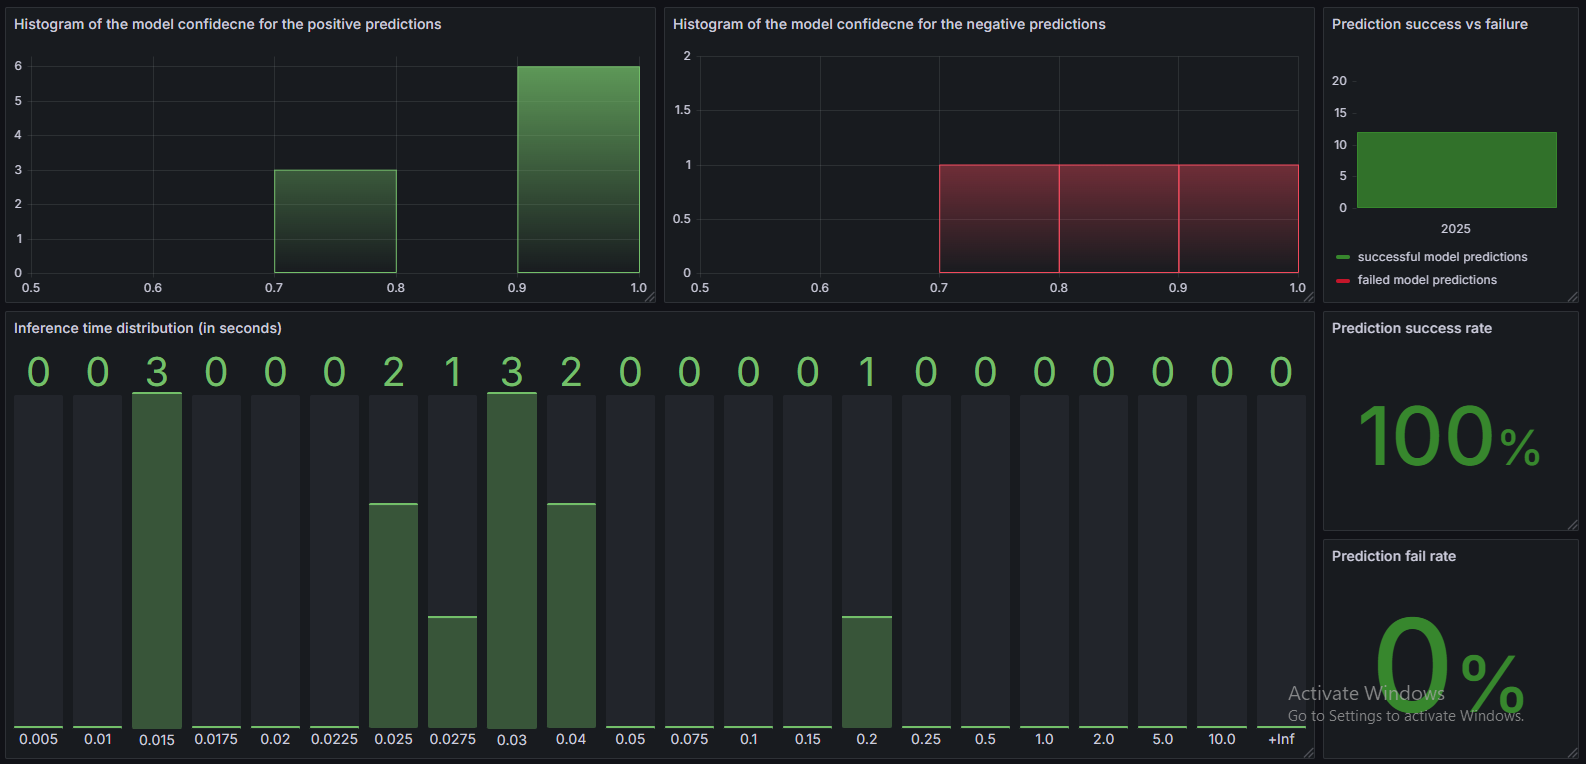 Histogram of the model confidecne for the positive predictions
6
5
4
3
2
1
0
0.5 0.6 0.7 0.8 0.9 1.0
Histogram of the model confidecne for the negative predictions
2
1.5
1
0.5
0
0.5 0.6 0.7 0.8 0.9 1.0
Prediction success vs failure
20
15
10
5
0
2025
successful model predictions
failed model predictions
Inference time distribution (in seconds)
0 0 3 0 0 0 2 1 3 2 0 0 0 0 1 0 0 0 0 0 0 0
0.005 0.01 0.015 0.0175 0.02 0.0225 0.025 0.0275 0.03 0.04 0.05 0.075 0.1 0.15 0.2 0.25 0.5 1.0 2.0 5.0 10.0 +Inf
Prediction success rate
100%
Prediction fail rate
0%
Activate Windows
Go to Settings to activate Windows.